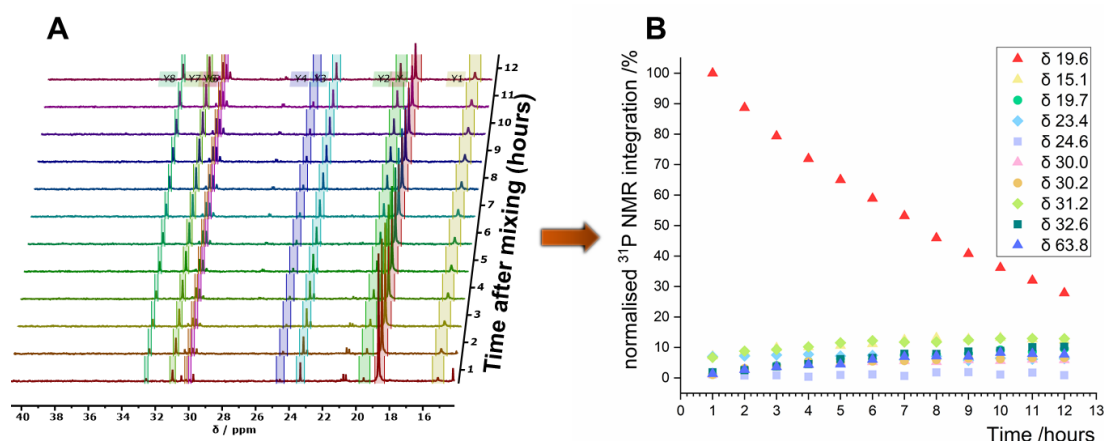 A
Y8 Y7 Y4 Y3 Y2 Y1
12
11
10
9
8
7
6
5
4
3
2
1
Time after mixing (hours)
40 38 36 34 32 30 28 26 24 22 20 18 16
δ / ppm
B
normalised ³¹P NMR integration /%
100
90
80
70
60
50
40
30
20
10
0
0 1 2 3 4 5 6 7 8 9 10 11 12 13
Time /hours
δ 19.6
δ 15.1
δ 19.7
δ 23.4
δ 24.6
δ 30.0
δ 30.2
δ 31.2
δ 32.6
δ 63.8